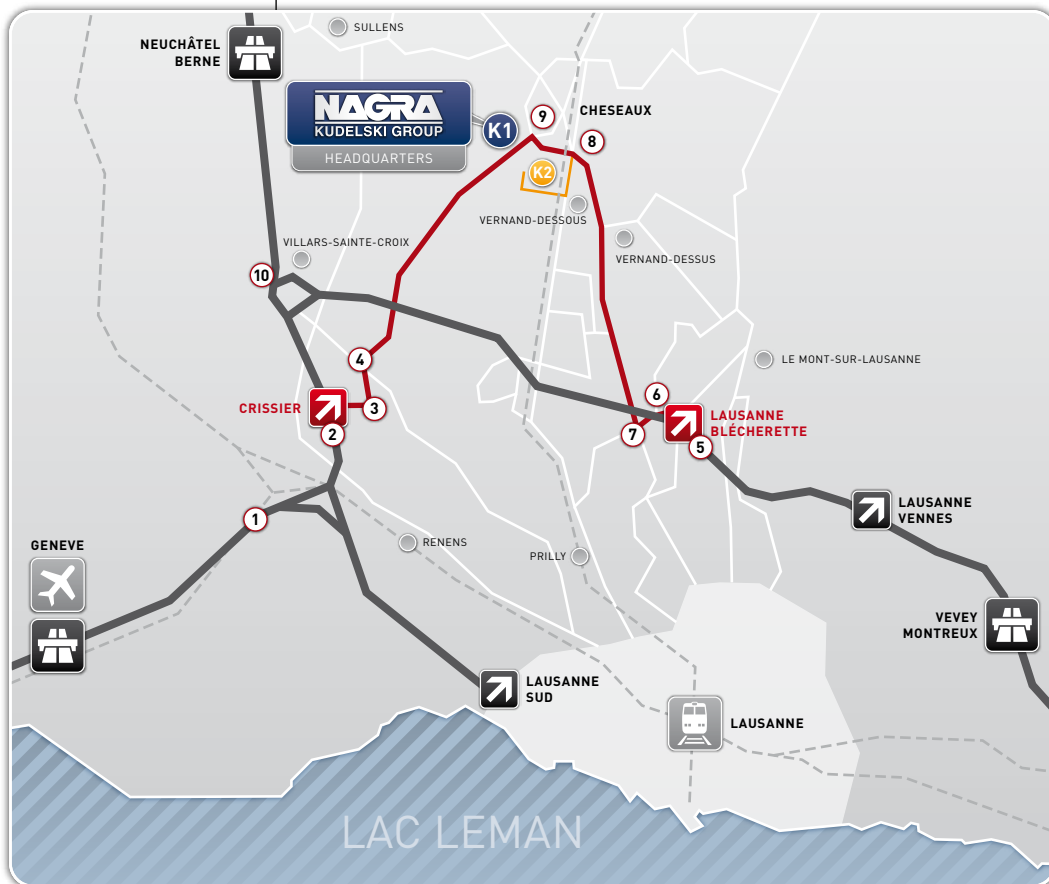 SULLENS
NEUCHÂTEL
BERNE
NAGRA
KUDELSKI GROUP
HEADQUARTERS
K1
9
CHESEAUX
8
K2
VERNAND-DESSOUS
VERNAND-DESSUS
VILLARS-SAINTE-CROIX
10
4
LE MONT-SUR-LAUSANNE
CRISSIER
3
2
6
7
LAUSANNE
BLÉCHERETTE
5
1
LAUSANNE
VENNES
RENENS
PRILLY
GENEVE
VEVEY
MONTREUX
LAUSANNE
SUD
LAUSANNE
LAC LEMAN